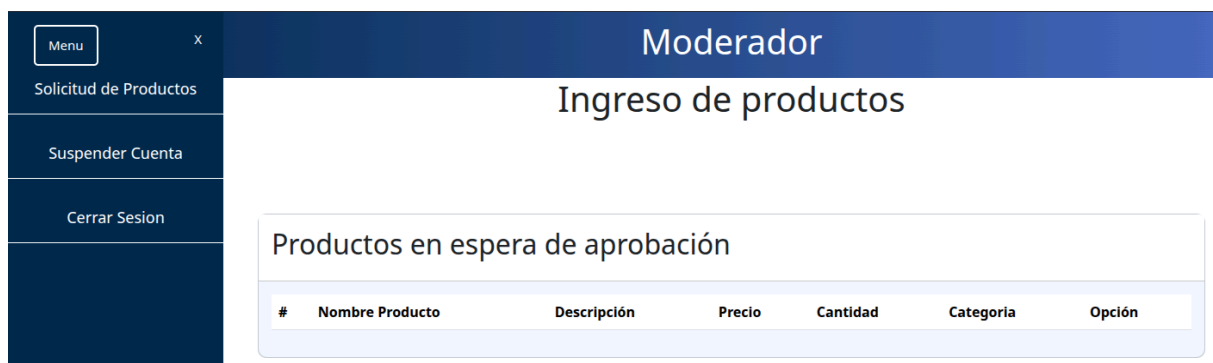 Menu
X
Solicitud de Productos
Suspender Cuenta
Cerrar Sesion
Moderador
Ingreso de productos
Productos en espera de aprobación
# Nombre Producto Descripción Precio Cantidad Categoria Opción